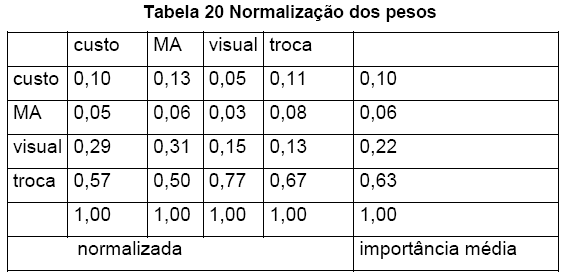 Tabela 20 Normalização dos pesos
custo MA visual troca
custo 0,10 0,13 0,05 0,11 0,10
MA 0,05 0,06 0,03 0,08 0,06
visual 0,29 0,31 0,15 0,13 0,22
troca 0,57 0,50 0,77 0,67 0,63
1,00 1,00 1,00 1,00 1,00
normalizada importância média